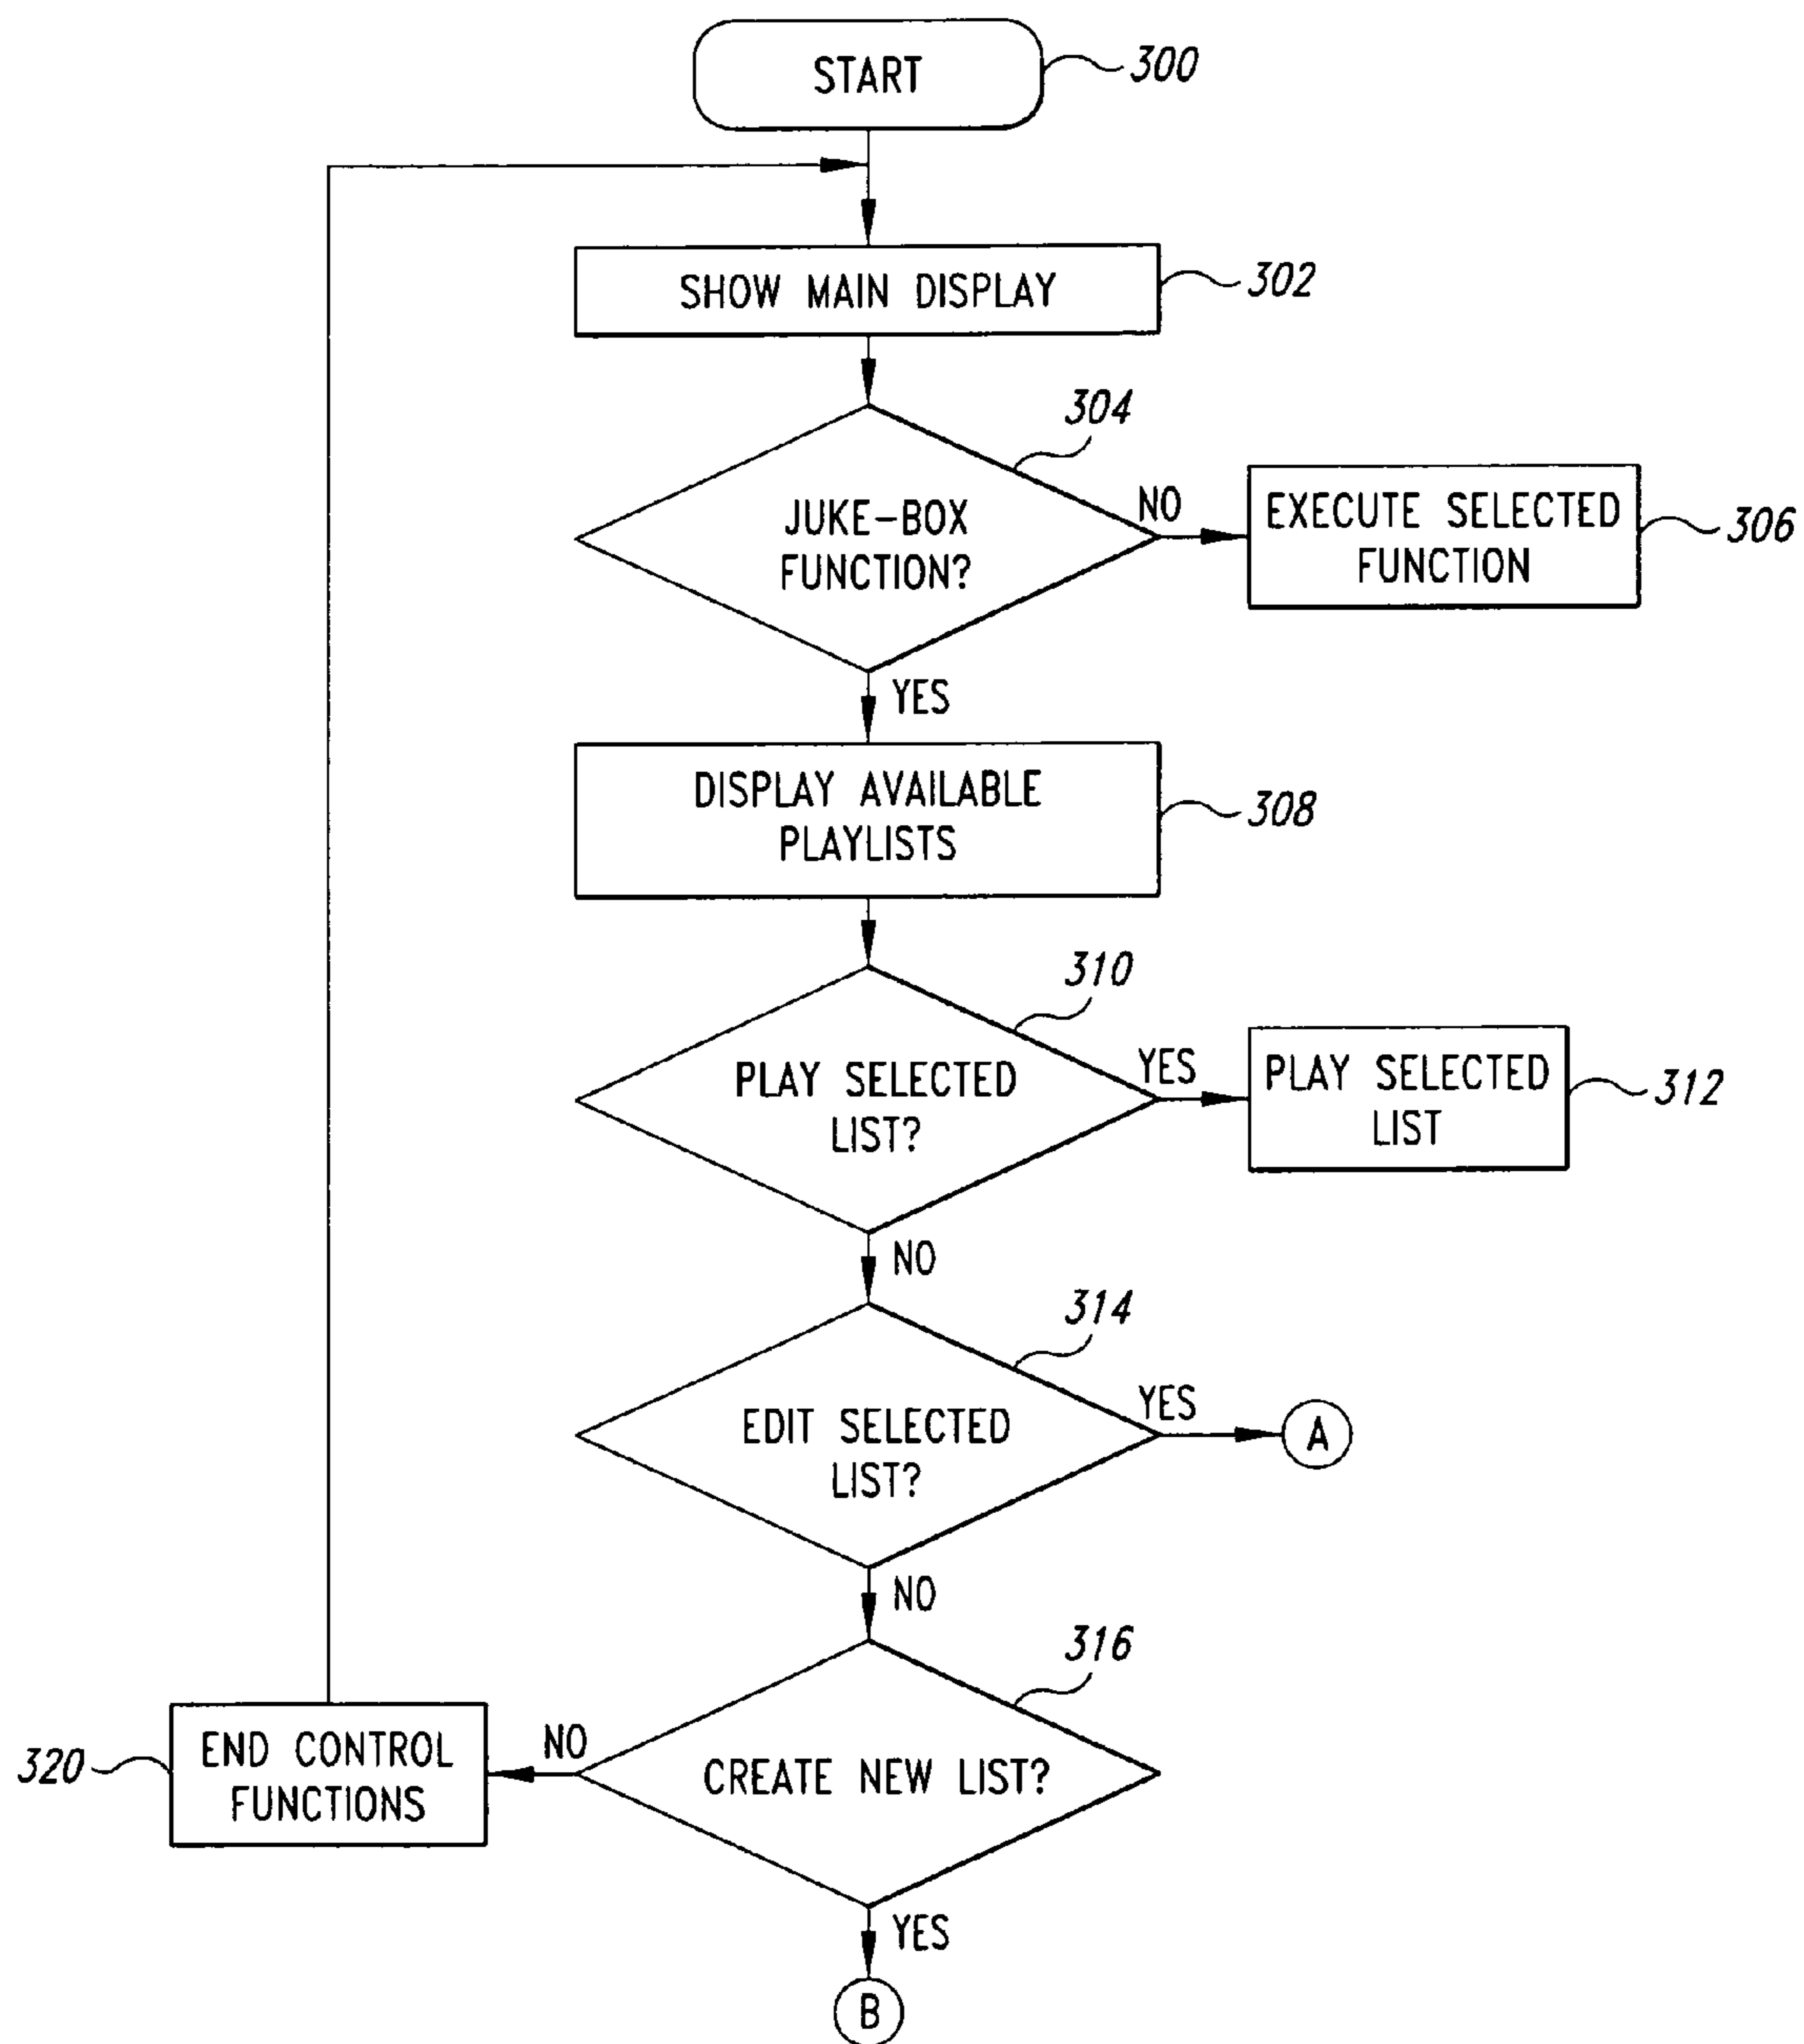 START
300
SHOW MAIN DISPLAY
302
304
JUKE-BOX
FUNCTION?
NO
EXECUTE SELECTED
FUNCTION
306
YES
DISPLAY AVAILABLE
PLAYLISTS
308
310
PLAY SELECTED
LIST?
YES
PLAY SELECTED
LIST
312
NO
314
EDIT SELECTED
LIST?
YES
A
NO
316
CREATE NEW LIST?
NO
END CONTROL
FUNCTIONS
320
YES
B